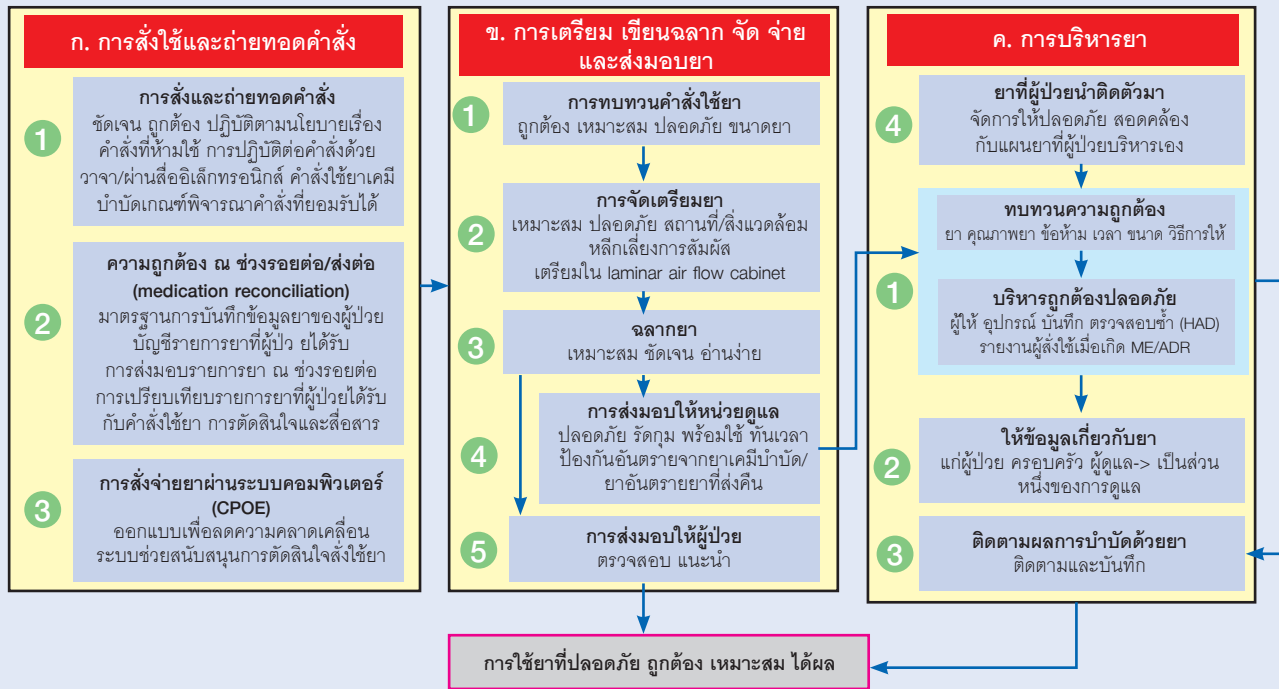 ก. การสั่งใช้และถ่ายทอดคำสั่ง
1
การสั่งและถ่ายทอดคำสั่ง
ชัดเจน ถูกต้อง ปฏิบัติตามนโยบายเรื่อง
คำสั่งที่ห้ามใช้ การปฏิบัติต่อคำสั่งด้วย
วาจา/ผ่านสื่ออิเล็กทรอนิกส์ คำสั่งใช้ยาเคมี
บำบัดเกณฑ์พิจารณาคำสั่งที่ยอมรับได้
2
ความถูกต้อง ณ ช่วงรอยต่อ/ส่งต่อ
(medication reconciliation)
มาตรฐานการบันทึกข้อมูลยาของผู้ป่วย
บัญชีรายการยาที่ผู้ป่ว ยได้รับ
การส่งมอบรายการยา ณ ช่วงรอยต่อ
การเปรียบเทียบรายการยาที่ผู้ป่วยได้รับ
กับคำสั่งใช้ยา การตัดสินใจและสื่อสาร
3
การสั่งจ่ายยาผ่านระบบคอมพิวเตอร์
(CPOE)
ออกแบบเพื่อลดความคลาดเคลื่อน
ระบบช่วยสนับสนุนการตัดสินใจสั่งใช้ยา
ข. การเตรียม เขียนฉลาก จัด จ่าย
และส่งมอบยา
1
การทบทวนคำสั่งใช้ยา
ถูกต้อง เหมาะสม ปลอดภัย ขนาดยา
2
การจัดเตรียมยา
เหมาะสม ปลอดภัย สถานที่/สิ่งแวดล้อม
หลีกเลี่ยงการสัมผัส
เตรียมใน laminar air flow cabinet
3
ฉลากยา
เหมาะสม ชัดเจน อ่านง่าย
4
การส่งมอบให้หน่วยดูแล
ปลอดภัย รัดกุม พร้อมใช้ ทันเวลา
ป้องกันอันตรายจากยาเคมีบำบัด/
ยาอันตรายยาที่ส่งคืน
5
การส่งมอบให้ผู้ป่วย
ตรวจสอบ แนะนำ
ค. การบริหารยา
4
ยาที่ผู้ป่วยนำติดตัวมา
จัดการให้ปลอดภัย สอดคล้อง
กับแผนยาที่ผู้ป่วยบริหารเอง
1
ทบทวนความถูกต้อง
ยา คุณภาพยา ข้อห้าม เวลา ขนาด วิธีการให้
บริหารถูกต้องปลอดภัย
ผู้ให้ อุปกรณ์ บันทึก ตรวจสอบซ้ำ (HAD)
รายงานผู้สั่งใช้เมื่อเกิด ME/ADR
2
ให้ข้อมูลเกี่ยวกับยา
แก่ผู้ป่วย ครอบครัว ผู้ดูแล-> เป็นส่วน
หนึ่งของการดูแล
3
ติดตามผลการบำบัดด้วยยา
ติดตามและบันทึก
การใช้ยาที่ปลอดภัย ถูกต้อง เหมาะสม ได้ผล